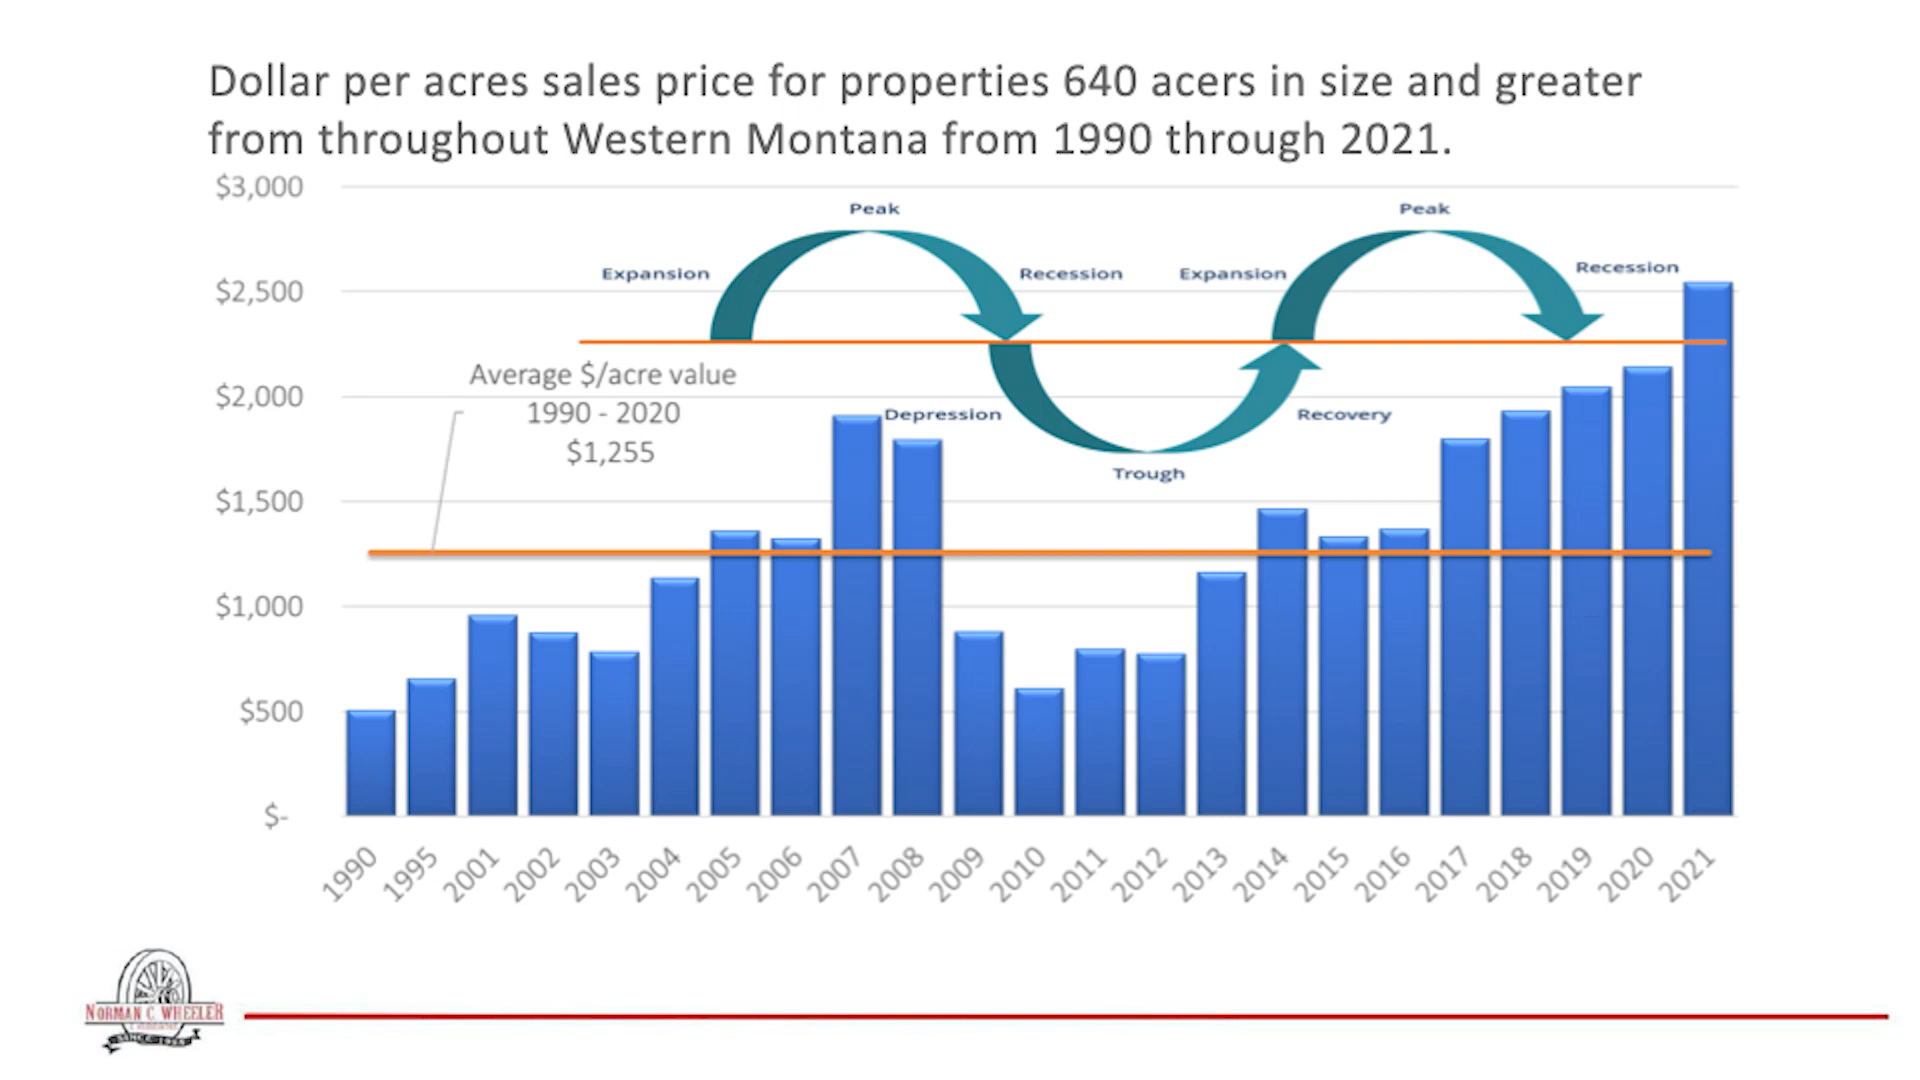 Dollar per acres sales price for properties 640 acers in size and greater
from throughout Western Montana from 1990 through 2021.
$3,000
$2,500
$2,000
$1,500
$1,000
$500
$-
Peak
Peak
Expansion
Recession
Expansion
Recession
Average $/acre value
1990 - 2020
$1,255
Depression
Recovery
Trough
1990
1995
2001
2002
2003
2004
2005
2006
2007
2008
2009
2010
2011
2012
2013
2014
2015
2016
2017
2018
2019
2020
2021
NORMAN C. WHEELER